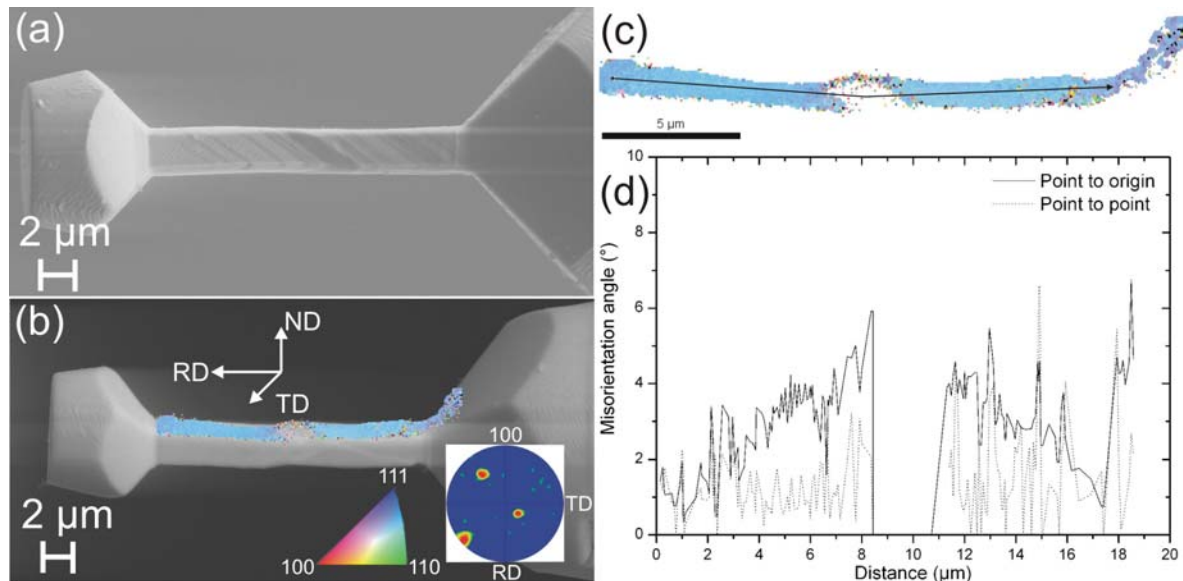 (a)
2 µm
(b)
ND
RD
TD
2 µm
111
100
110
100
TD
RD
(c)
5 µm
(d)
Point to origin
Point to point
Misorientation angle (°)
10
8
6
4
2
0
0 2 4 6 8 10 12 14 16 18 20
Distance (µm)